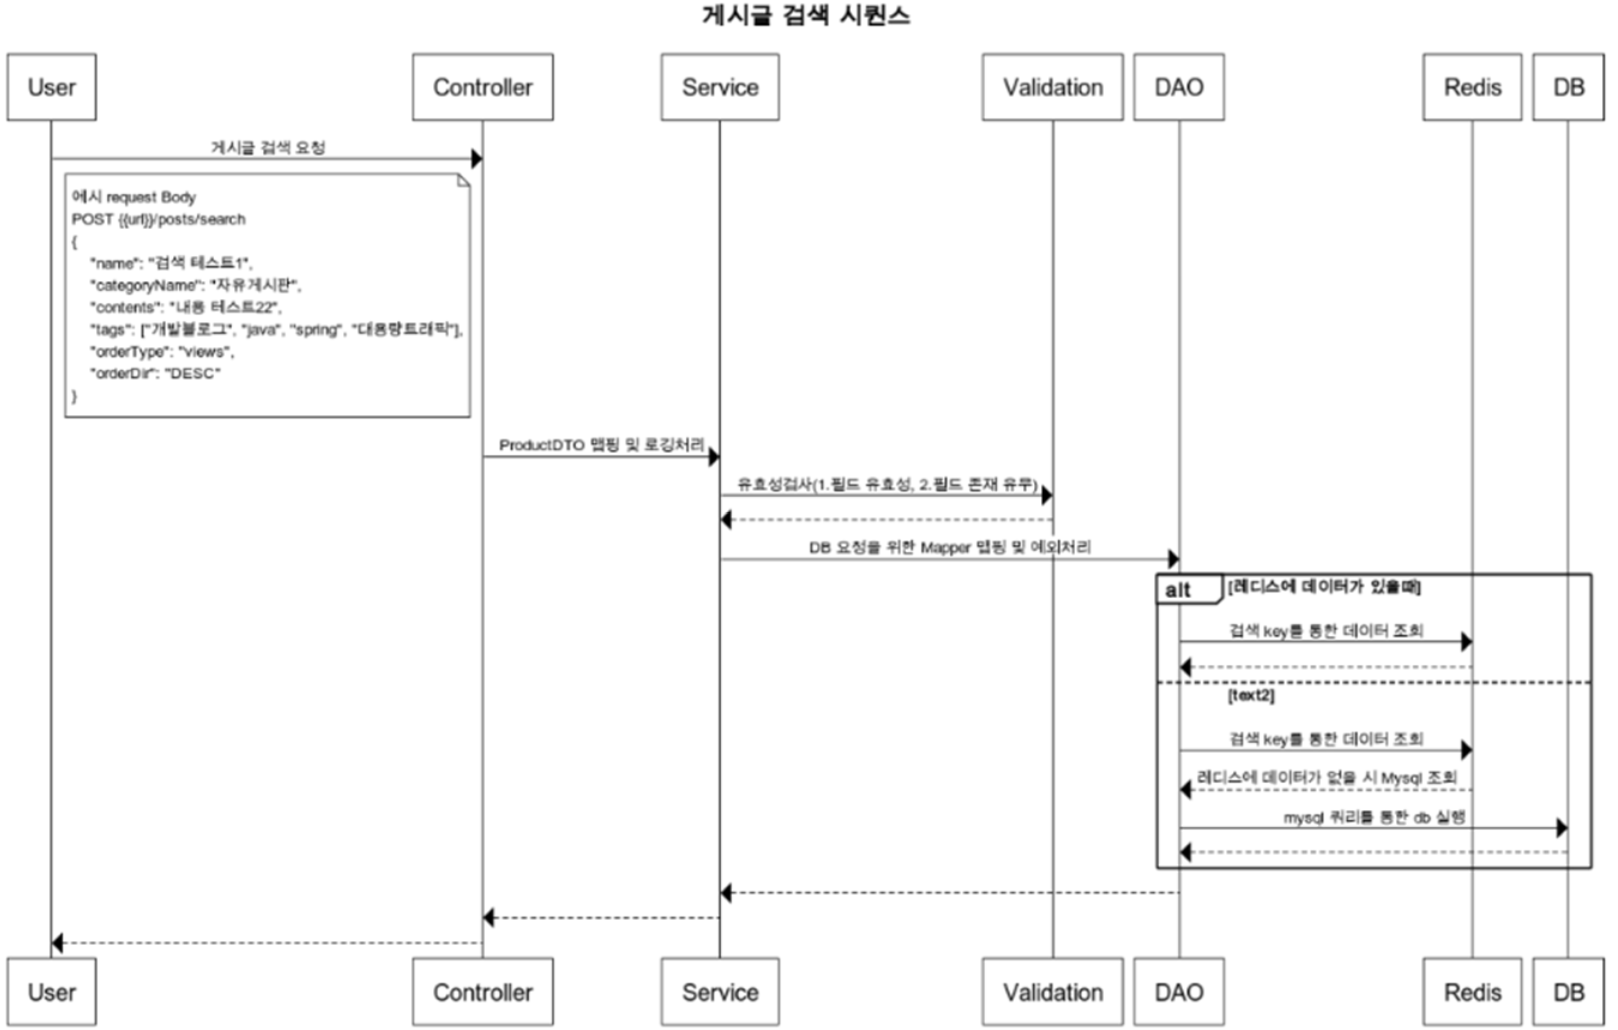 게시글 검색 시퀀스
User
Controller
Service
Validation
DAO
Redis
DB
게시글 검색 요청
예시 request Body
POST {{url}}/posts/search
{
"name": "검색 테스트1",
"categoryName": "자유게시판",
"contents": "내용 테스트22",
"tags": ["개발블로그", "java", "spring", "대용량트래픽"],
"orderType": "views",
"orderDir": "DESC"
}
ProductDTO 맵핑 및 로깅처리
유효성검사(1.필드 유효성, 2.필드 존재 유무)
DB 요청을 위한 Mapper 맵핑 및 예외처리
alt [레디스에 데이터가 있을때]
검색 key를 통한 데이터 조회
[text2]
검색 key를 통한 데이터 조회
레디스에 데이터가 없을 시 Mysql 조회
mysql 쿼리를 통한 db 실행
User
Controller
Service
Validation
DAO
Redis
DB